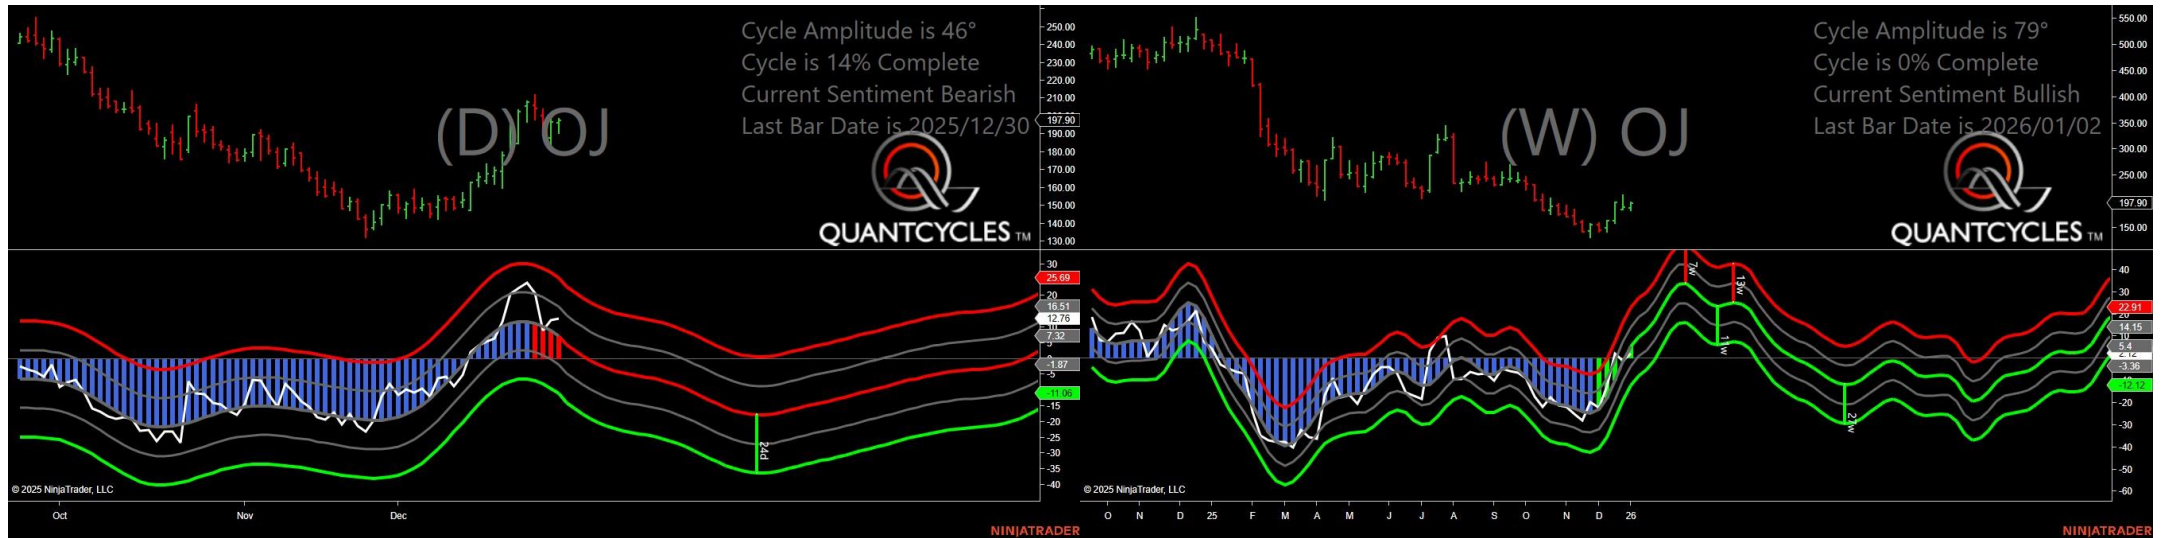 Cycle Amplitude is 46°
Cycle is 14% Complete
Current Sentiment Bearish
Last Bar Date is 2025/12/30
(D) OJ
QUANTCYCLES TM
250.00
240.00
230.00
220.00
210.00
197.90
190.00
180.00
170.00
160.00
150.00
140.00
130.00
30
25.69
20
16.51
12.76
7.32
-1.87
-5
-11.06
-15
-20
-25
-30
-35
-40
24d
© 2025 NinjaTrader, LLC
Oct Nov Dec
NINJATRADER
Cycle Amplitude is 79°
Cycle is 0% Complete
Current Sentiment Bullish
Last Bar Date is 2026/01/02
(W) OJ
QUANTCYCLES TM
550.00
500.00
450.00
400.00
350.00
300.00
250.00
197.90
150.00
7w
13w
11w
27w
40
30
22.91
14.15
10
5.4
2.12
-3.36
-12.12
-20
-30
-40
-50
-60
© 2025 NinjaTrader, LLC
O N D 25 F M A M J J A S O N D 26
NINJATRADER